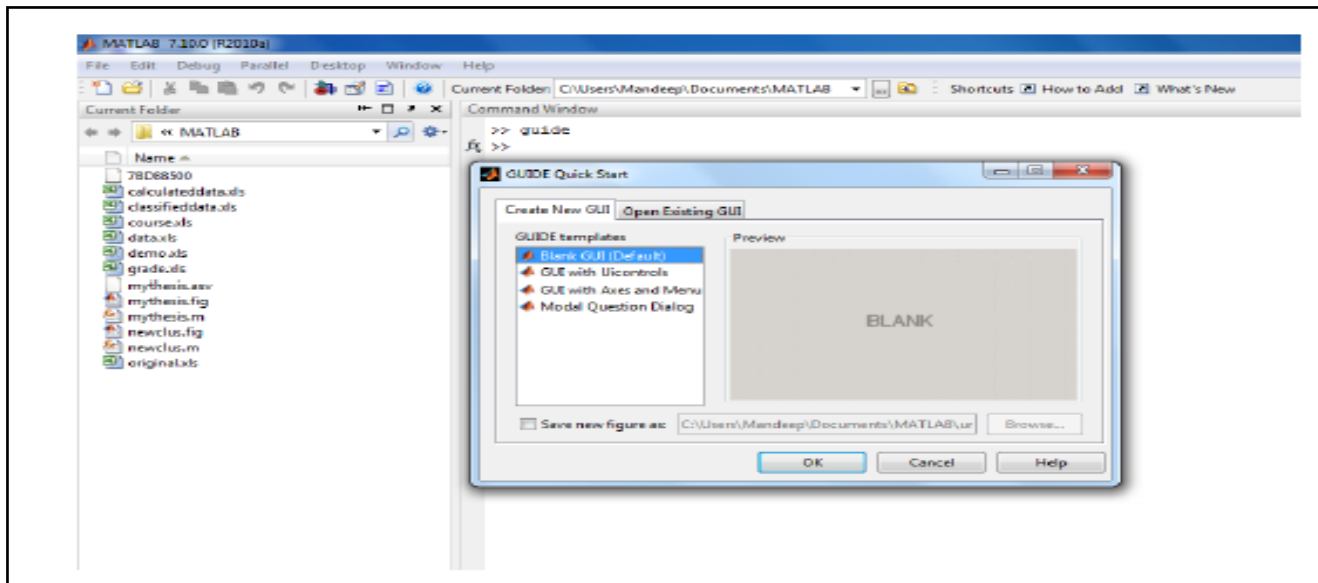 MATLAB 7.10.0 (R2010a)
File Edit Debug Parallel Desktop Window Help
Current Folder: C:\Users\Mandeep\Documents\MATLAB Shortcuts How to Add What's New
Current Folder
Command Window
« MATLAB
>> guide
fx >>
Name
78D68500
calculateddata.xls
classifieddata.xls
course.xls
data.xls
demo.xls
grade.xls
mythesis.asv
mythesis.fig
mythesis.m
newclus.fig
newclus.m
original.xls
GUIDE Quick Start
Create New GUI Open Existing GUI
GUIDE templates
Preview
Blank GUI (Default)
GUI with Uicontrols
GUI with Axes and Menu
Modal Question Dialog
BLANK
Save new figure as: C:\Users\Mandeep\Documents\MATLAB\ur Browse...
OK Cancel Help